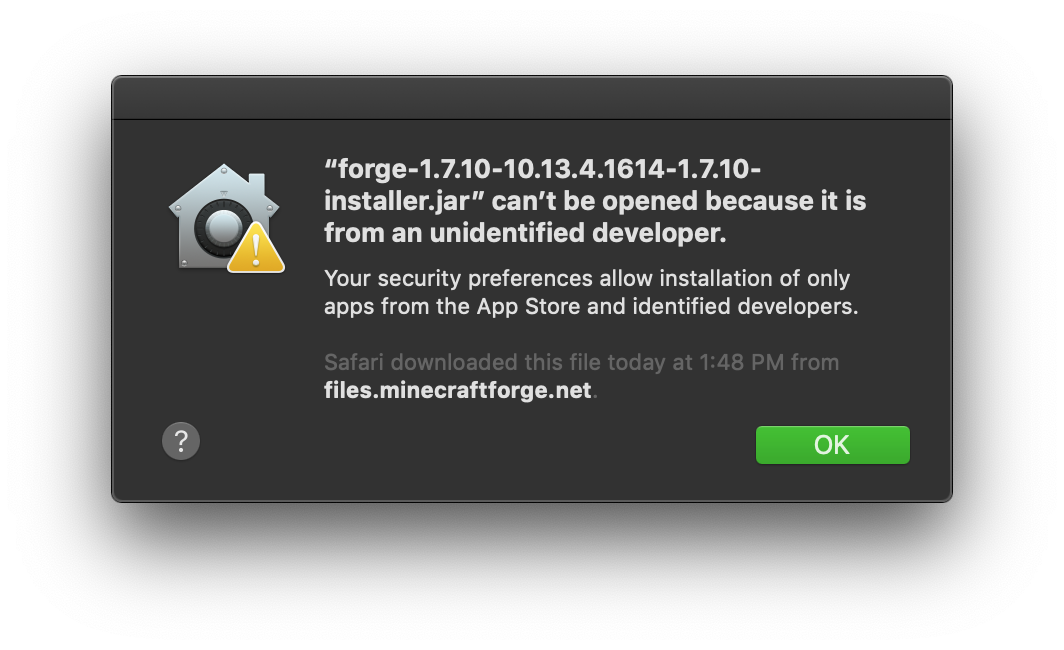 “forge-1.7.10-10.13.4.1614-1.7.10-
installer.jar” can’t be opened because it is
from an unidentified developer.
Your security preferences allow installation of only
apps from the App Store and identified developers.
Safari downloaded this file today at 1:48 PM from
files.minecraftforge.net.
?
OK